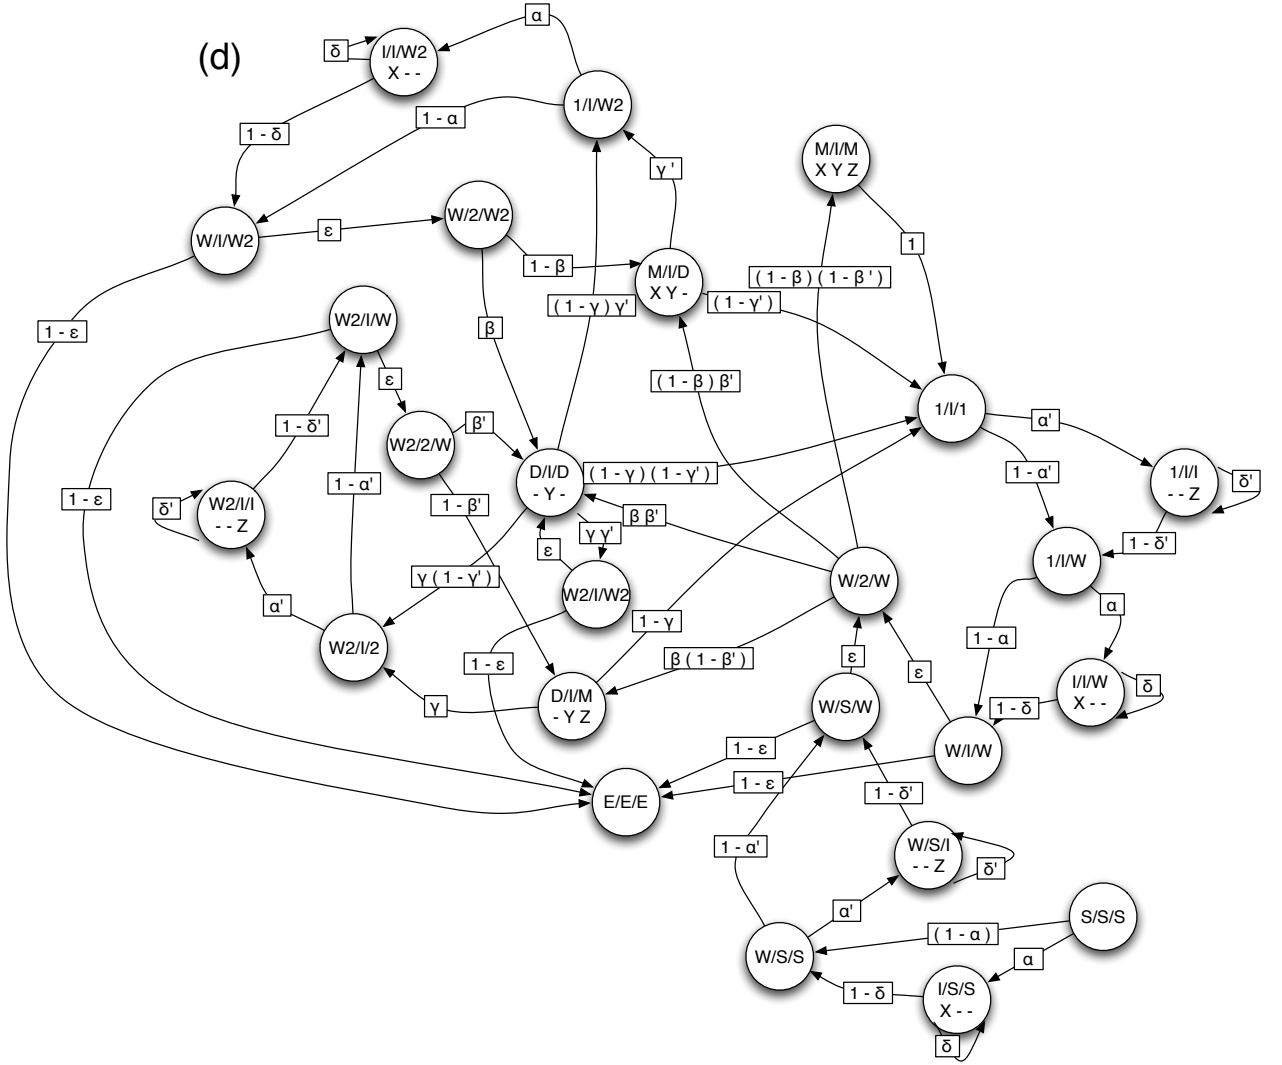 (d)
α
δ
I/I/W2
X - -
1/I/W2
1 - α
1 - δ
M/I/M
X Y Z
γ '
W/2/W2
W/I/W2
ε
1
1 - β
M/I/D
X Y -
( 1 - β ) ( 1 - β ' )
( 1 - γ ) γ'
( 1 - γ' )
W2/I/W
1 - ε
β
ε
( 1 - β ) β'
1/I/1
α'
1 - δ'
β'
W2/2/W
( 1 - γ ) ( 1 - γ' )
1 - α'
D/I/D
- Y -
1/I/I
- - Z
δ'
1 - α'
1 - ε
W2/I/I
- - Z
δ'
1 - β'
β β'
γ γ'
1 - δ'
ε
1/I/W
γ ( 1 - γ' )
W/2/W
W2/I/W2
α'
α
1 - γ
1 - α
W2/I/2
1 - ε
β ( 1 - β' )
ε
ε
I/I/W
X - -
δ
D/I/M
- Y Z
γ
W/S/W
1 - δ
1 - ε
W/I/W
1 - ε
E/E/E
1 - δ'
1 - α'
W/S/I
- - Z
δ'
α'
S/S/S
( 1 - α )
W/S/S
α
1 - δ
I/S/S
X - -
δ